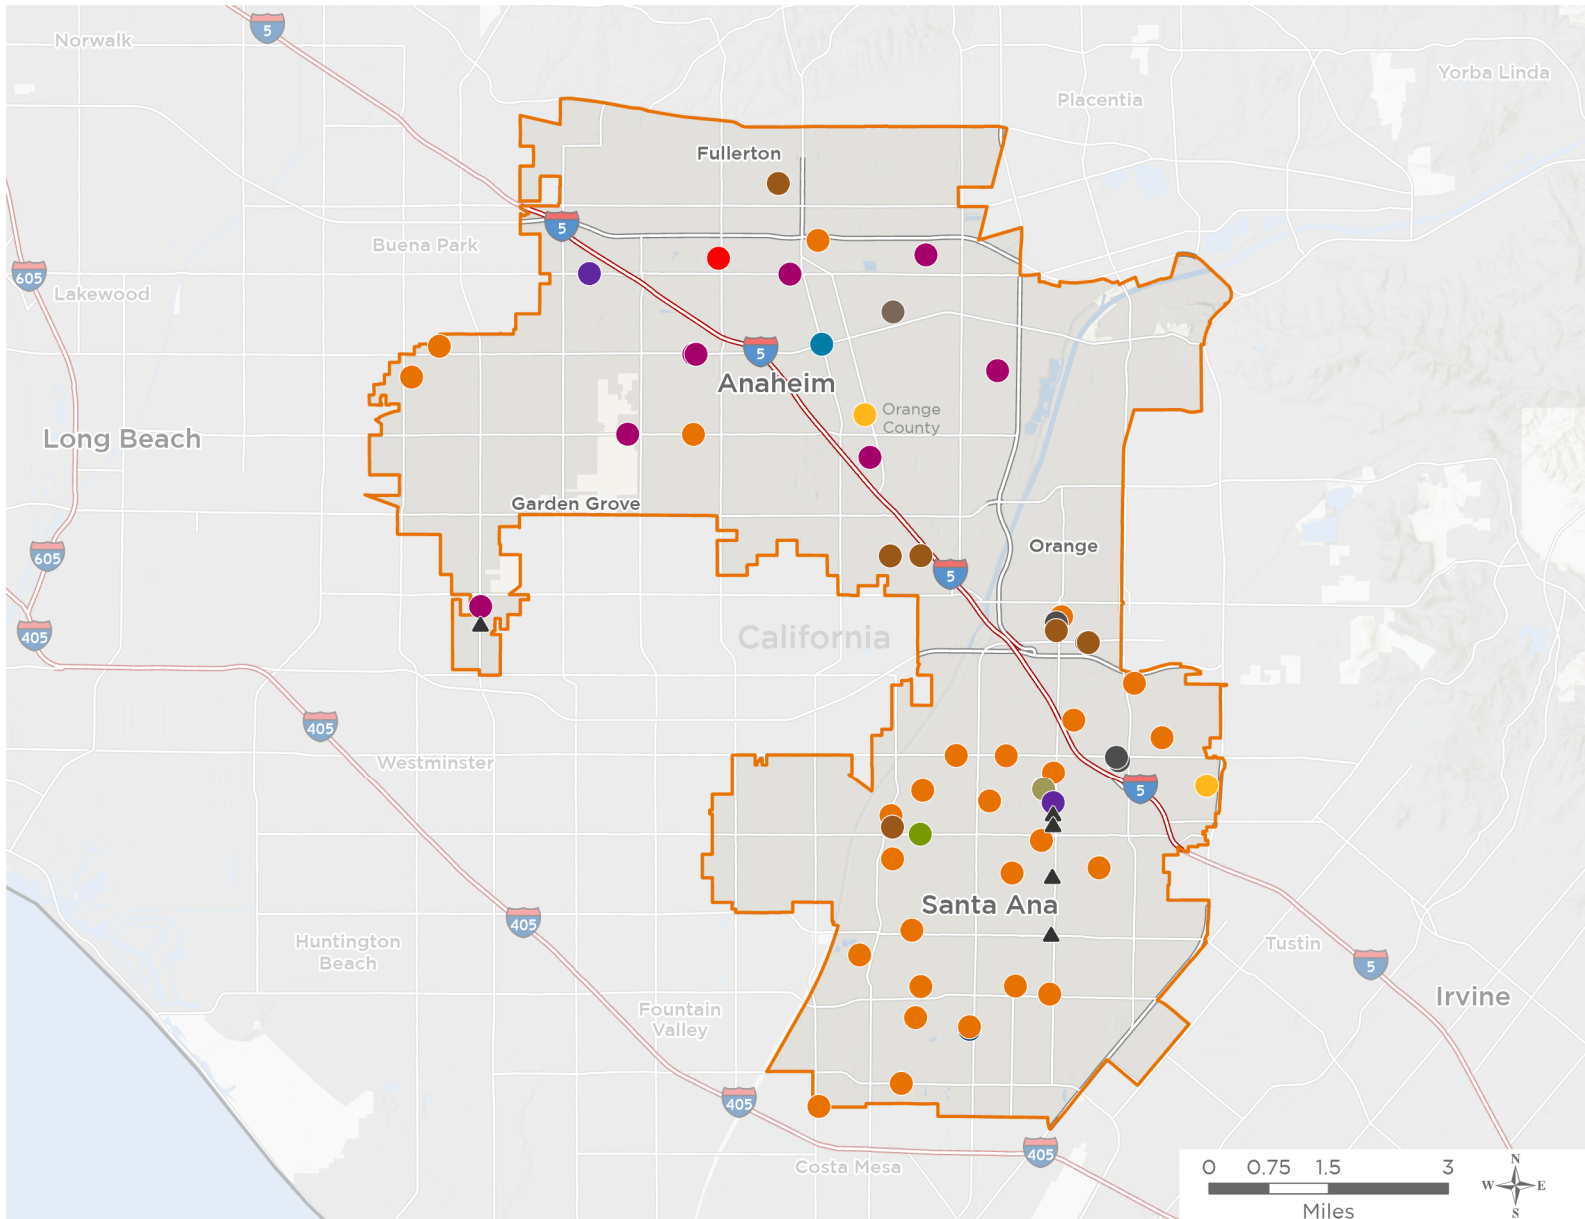 5
Norwalk
Yorba Linda
Placentia
Fullerton
5
Buena Park
605
Lakewood
5
Anaheim
Orange
County
Long Beach
Garden Grove
Orange
605
5
405
California
405
Westminster
5
Santa Ana
405
Huntington
Beach
Tustin
5
Irvine
Fountain
Valley
405
405
Costa Mesa
0 0.75 1.5 3
Miles
N
W E
S